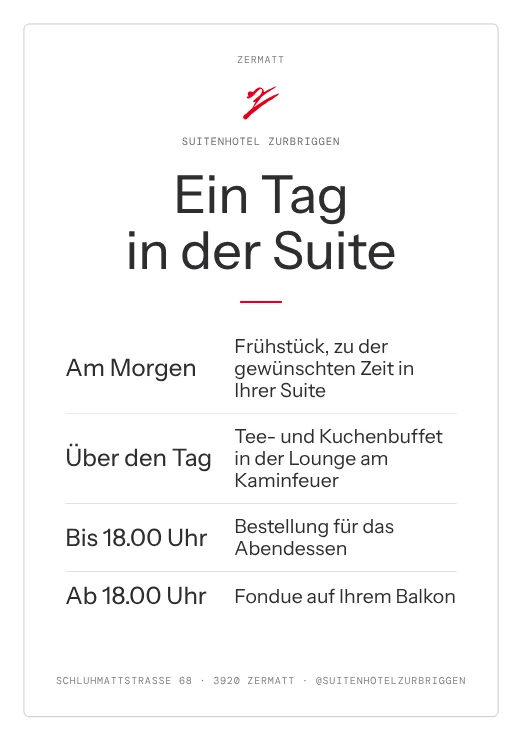 ZERMATT
SUITENHOTEL ZURBRIGGEN
Ein Tag
in der Suite
Am Morgen
Frühstück, zu der
gewünschten Zeit in
Ihrer Suite
Über den Tag
Tee- und Kuchenbuffet
in der Lounge am
Kaminfeuer
Bis 18.00 Uhr
Bestellung für das
Abendessen
Ab 18.00 Uhr
Fondue auf Ihrem Balkon
SCHLUHMATTSTRASSE 68 · 3920 ZERMATT · @SUITENHOTELZURBRIGGEN